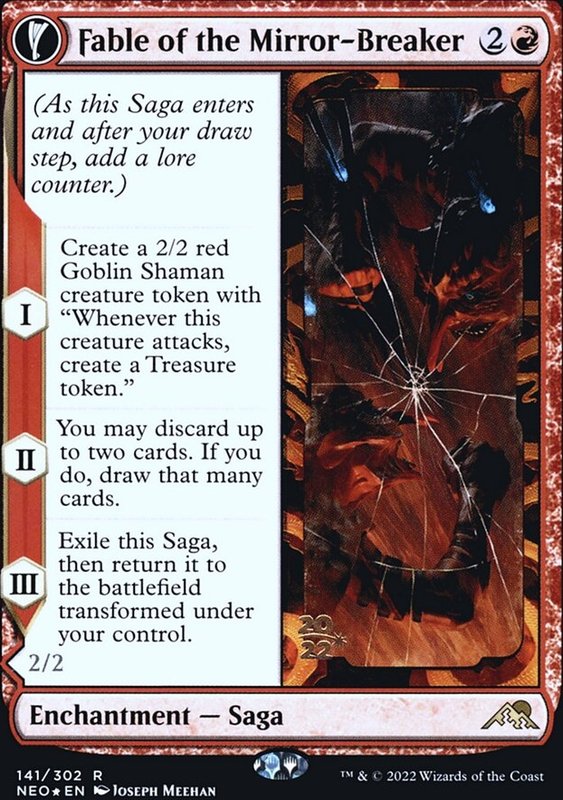 Fable of the Mirror-Breaker 2
(As this Saga enters
and after your draw
step, add a lore
counter.)
I
Create a 2/2 red
Goblin Shaman
creature token with
“Whenever this
creature attacks,
create a Treasure
token.”
II
You may discard up
to two cards. If you
do, draw that many
cards.
III
Exile this Saga,
then return it to
the battlefield
transformed under
your control.
2/2
20
22
Enchantment — Saga
141/302 R
NEO★EN Joseph Meehan
™ & © 2022 Wizards of the Coast